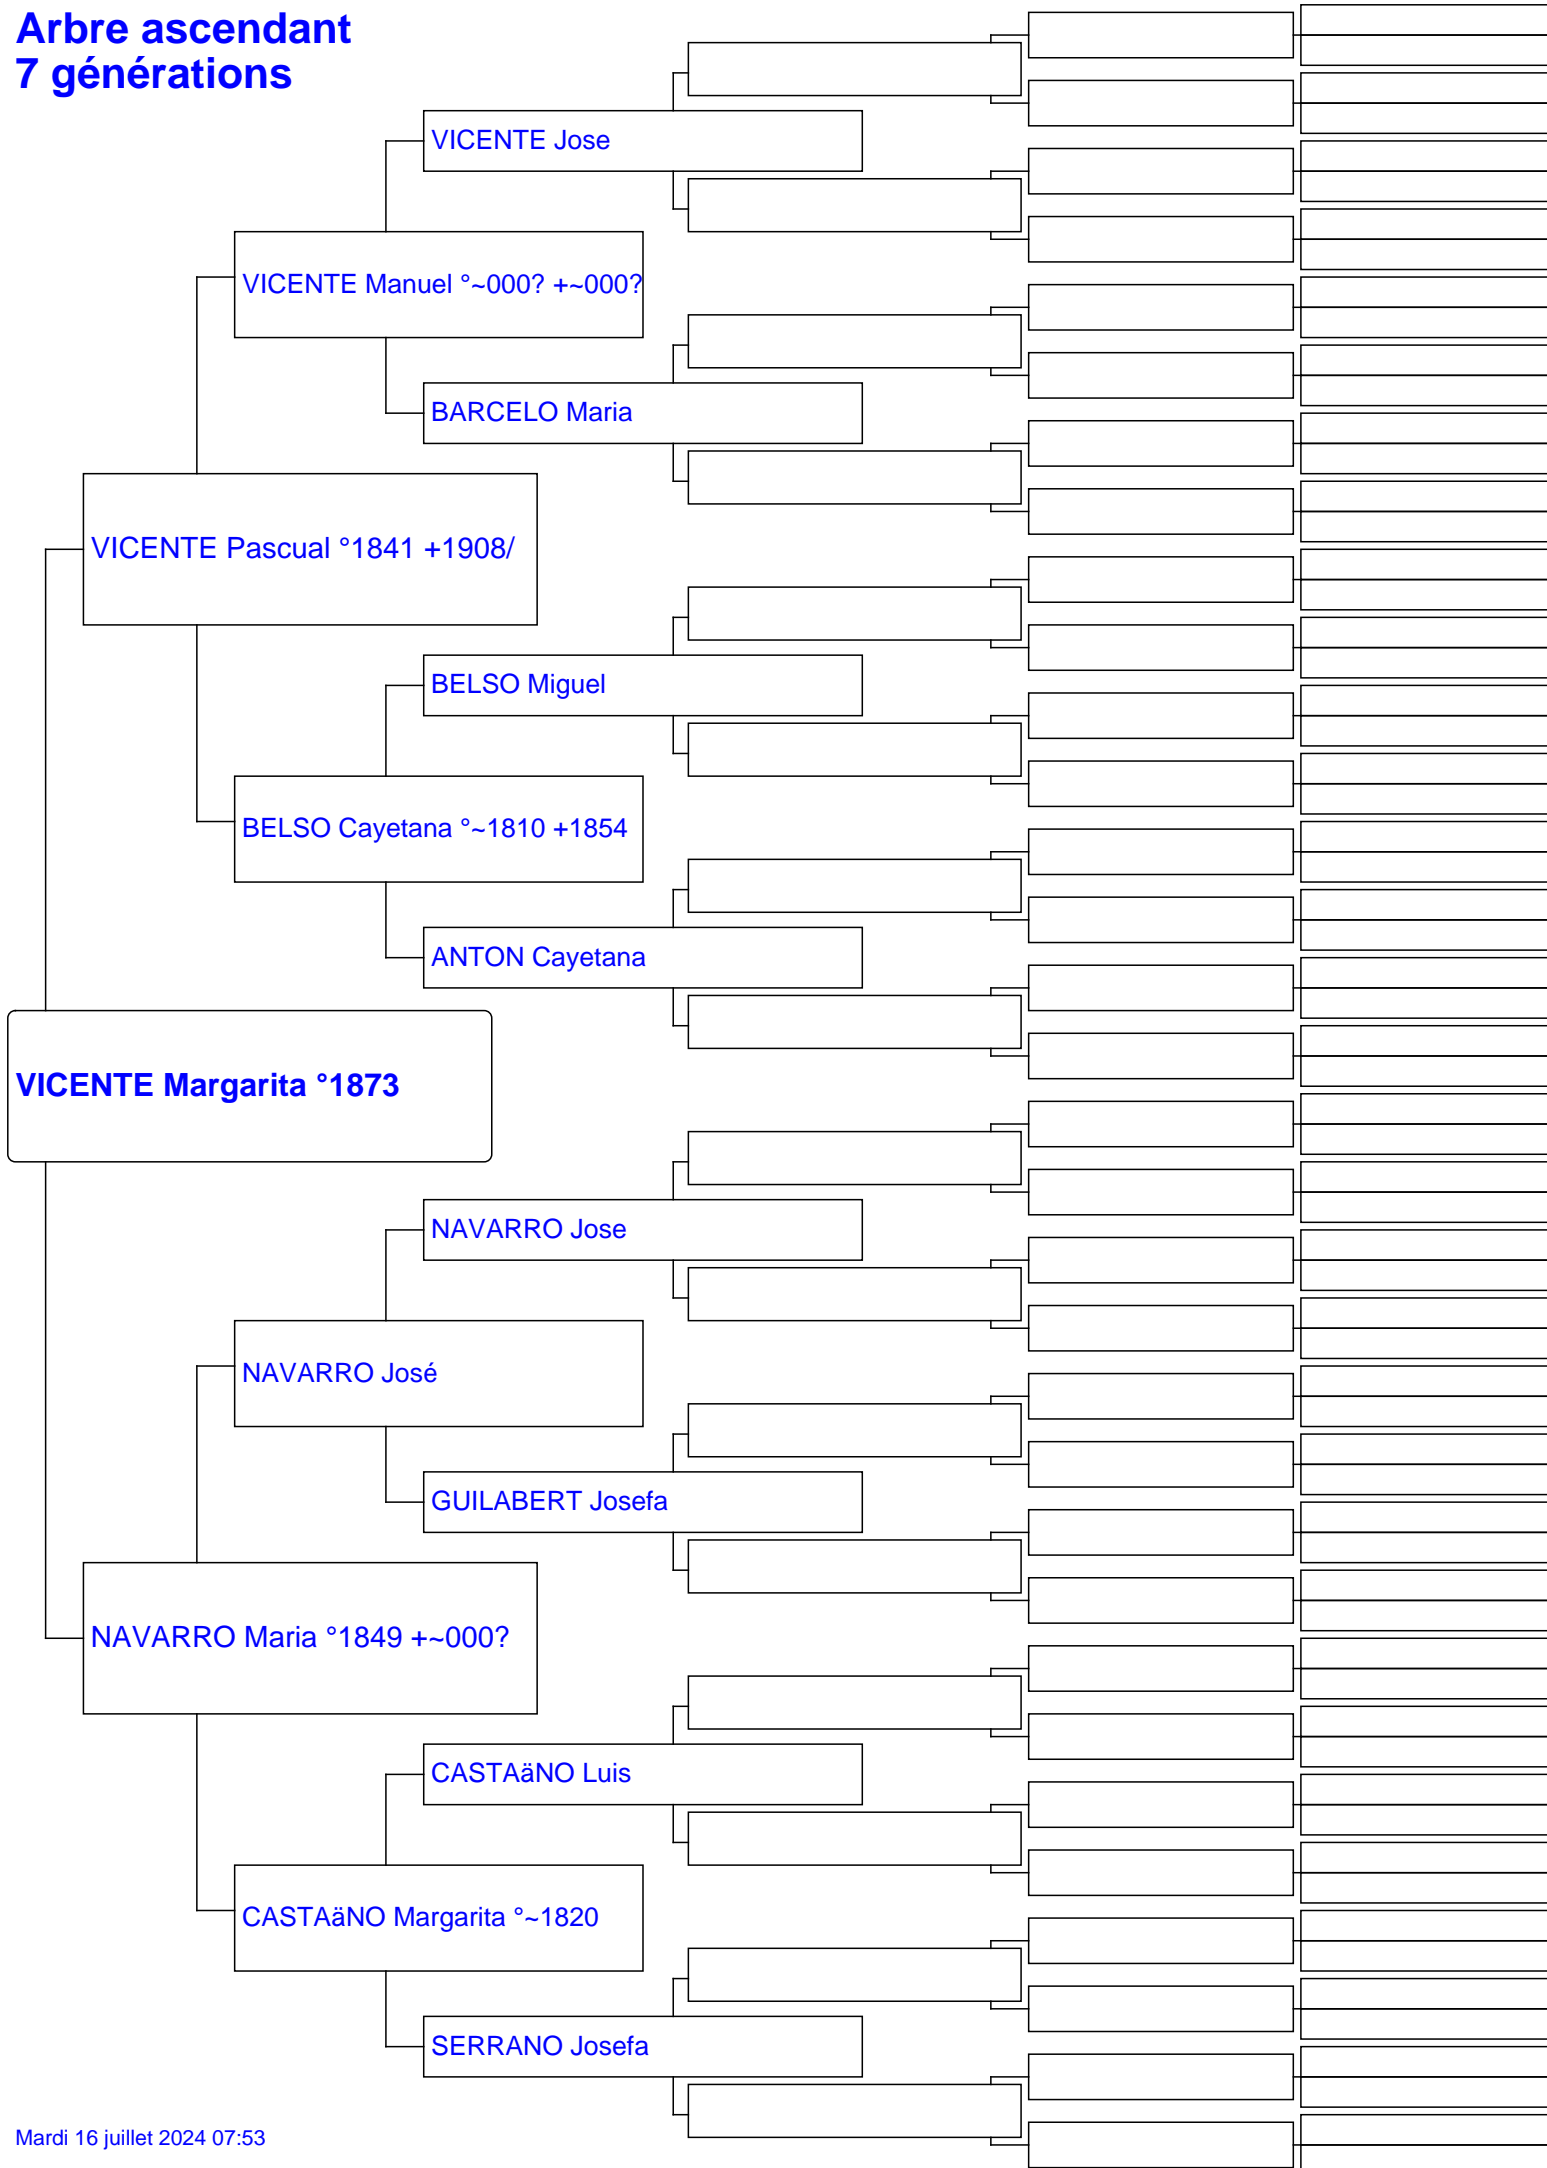 Arbre ascendant
7 générations
VICENTE Jose
VICENTE Manuel °~000? +~000?
BARCELO Maria
VICENTE Pascual °1841 +1908/
BELSO Miguel
BELSO Cayetana °~1810 +1854
ANTON Cayetana
VICENTE Margarita °1873
NAVARRO Jose
NAVARRO José
GUILABERT Josefa
NAVARRO Maria °1849 +~000?
CASTAäNO Luis
CASTAäNO Margarita °~1820
SERRANO Josefa
Mardi 16 juillet 2024 07:53